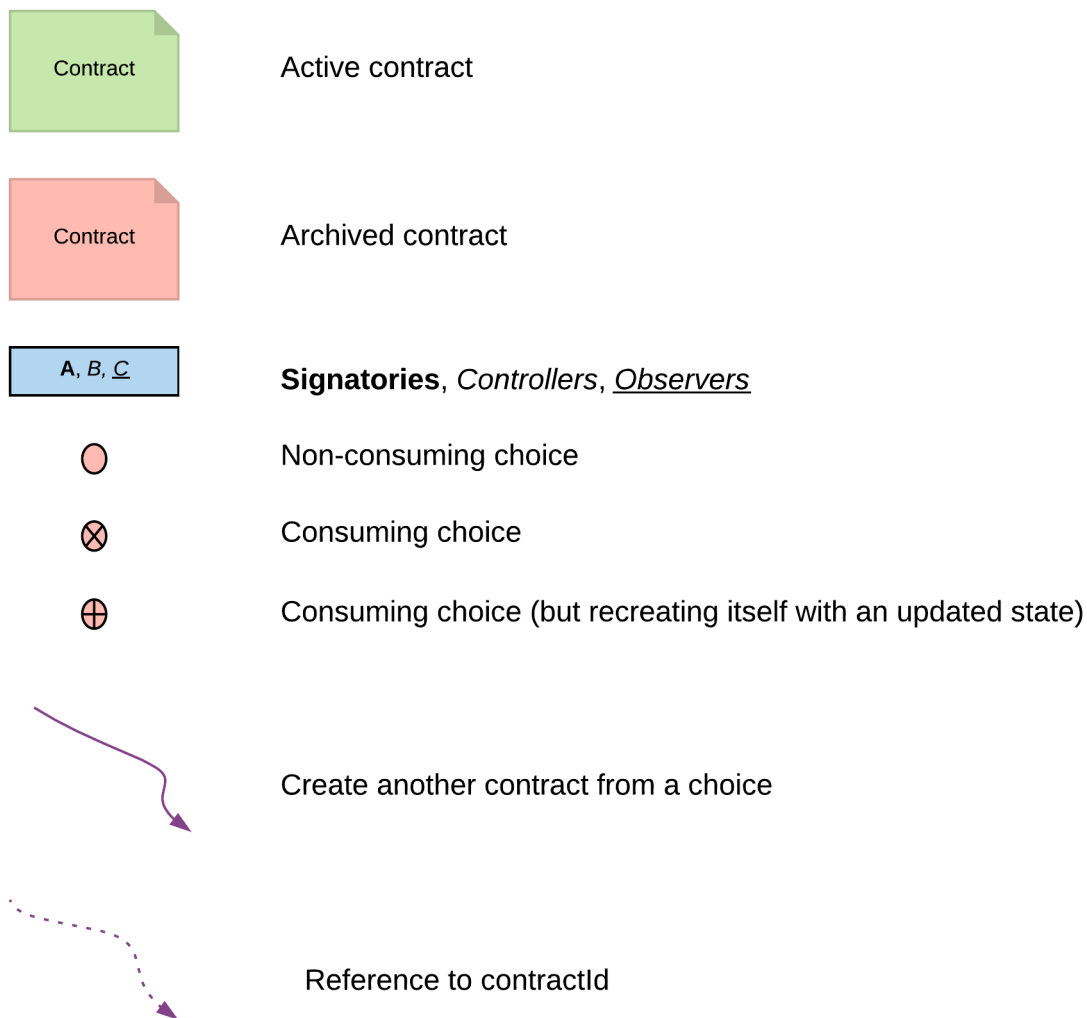 Contract
Active contract
Contract
Archived contract
A, B, C
Signatories, Controllers, Observers
Non-consuming choice
Consuming choice
Consuming choice (but recreating itself with an updated state)
Create another contract from a choice
Reference to contractId